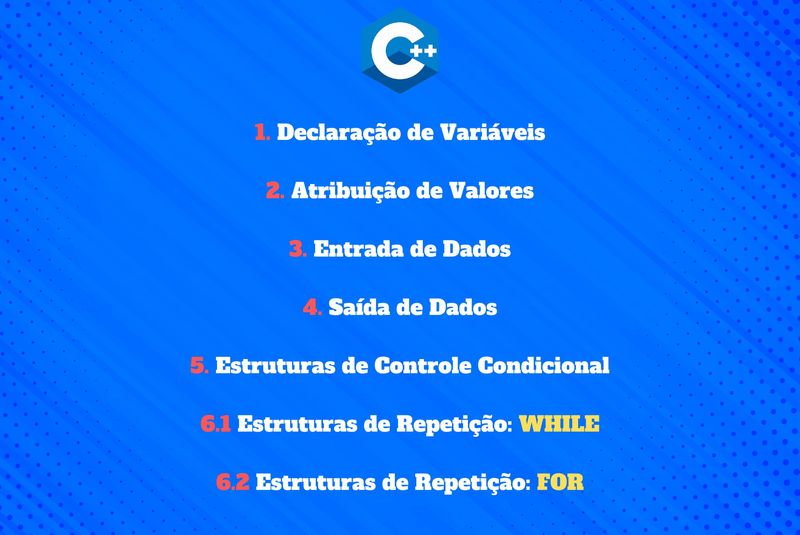 C++
1. Declaração de Variáveis
2. Atribuição de Valores
3. Entrada de Dados
4. Saída de Dados
5. Estruturas de Controle Condicional
6.1 Estruturas de Repetição: WHILE
6.2 Estruturas de Repetição: FOR